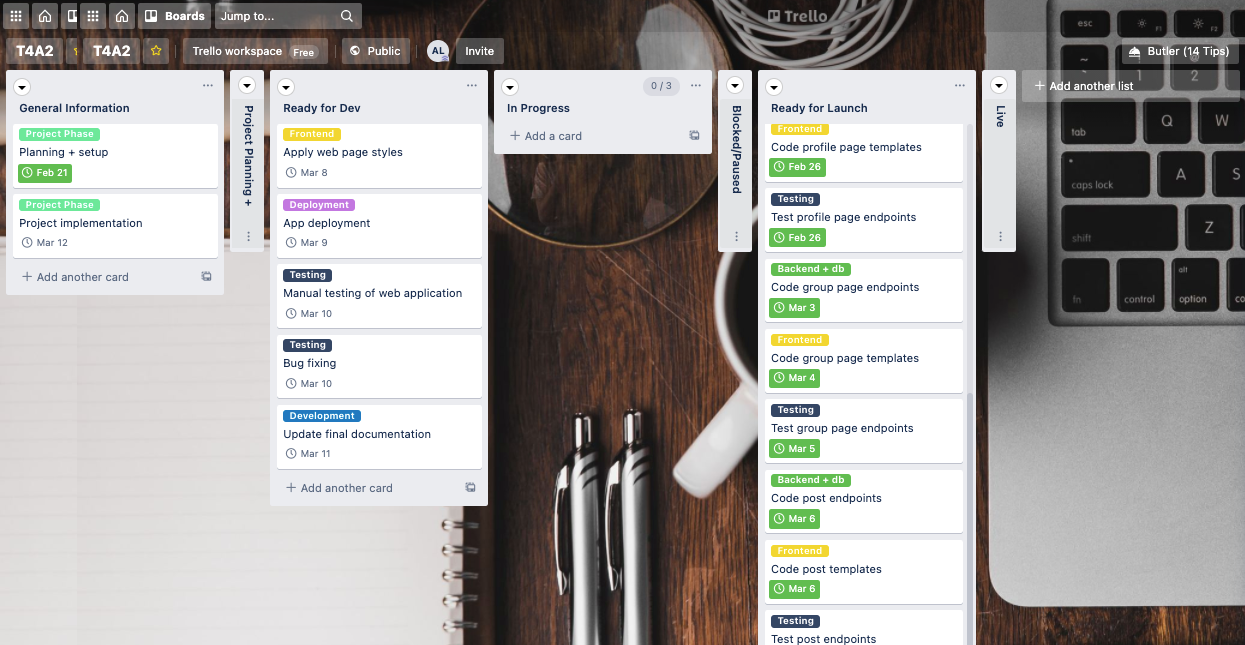 Boards
Jump to...
Trello
T4A2
T4A2
Trello workspace
Free
Public
AL
Invite
Butler (14 Tips)
General Information
Project Phase
Planning + setup
Feb 21
Project Phase
Project implementation
Mar 12
+ Add another card
Project Planning +
Ready for Dev
Frontend
Apply web page styles
Mar 8
Deployment
App deployment
Mar 9
Testing
Manual testing of web application
Mar 10
Testing
Bug fixing
Mar 10
Development
Update final documentation
Mar 11
+ Add another card
0 / 3
In Progress
+ Add a card
Blocked/Paused
Ready for Launch
Frontend
Code profile page templates
Feb 26
Testing
Test profile page endpoints
Feb 26
Backend + db
Code group page endpoints
Mar 3
Frontend
Code group page templates
Mar 4
Testing
Test group page endpoints
Mar 5
Backend + db
Code post endpoints
Mar 6
Frontend
Code post templates
Mar 6
Testing
Test post endpoints
Live
+ Add another list
esc
F1
F2
~
1
2
tab
Q
W
caps lock
A
S
shift
Z
fn
control
alt
option
co